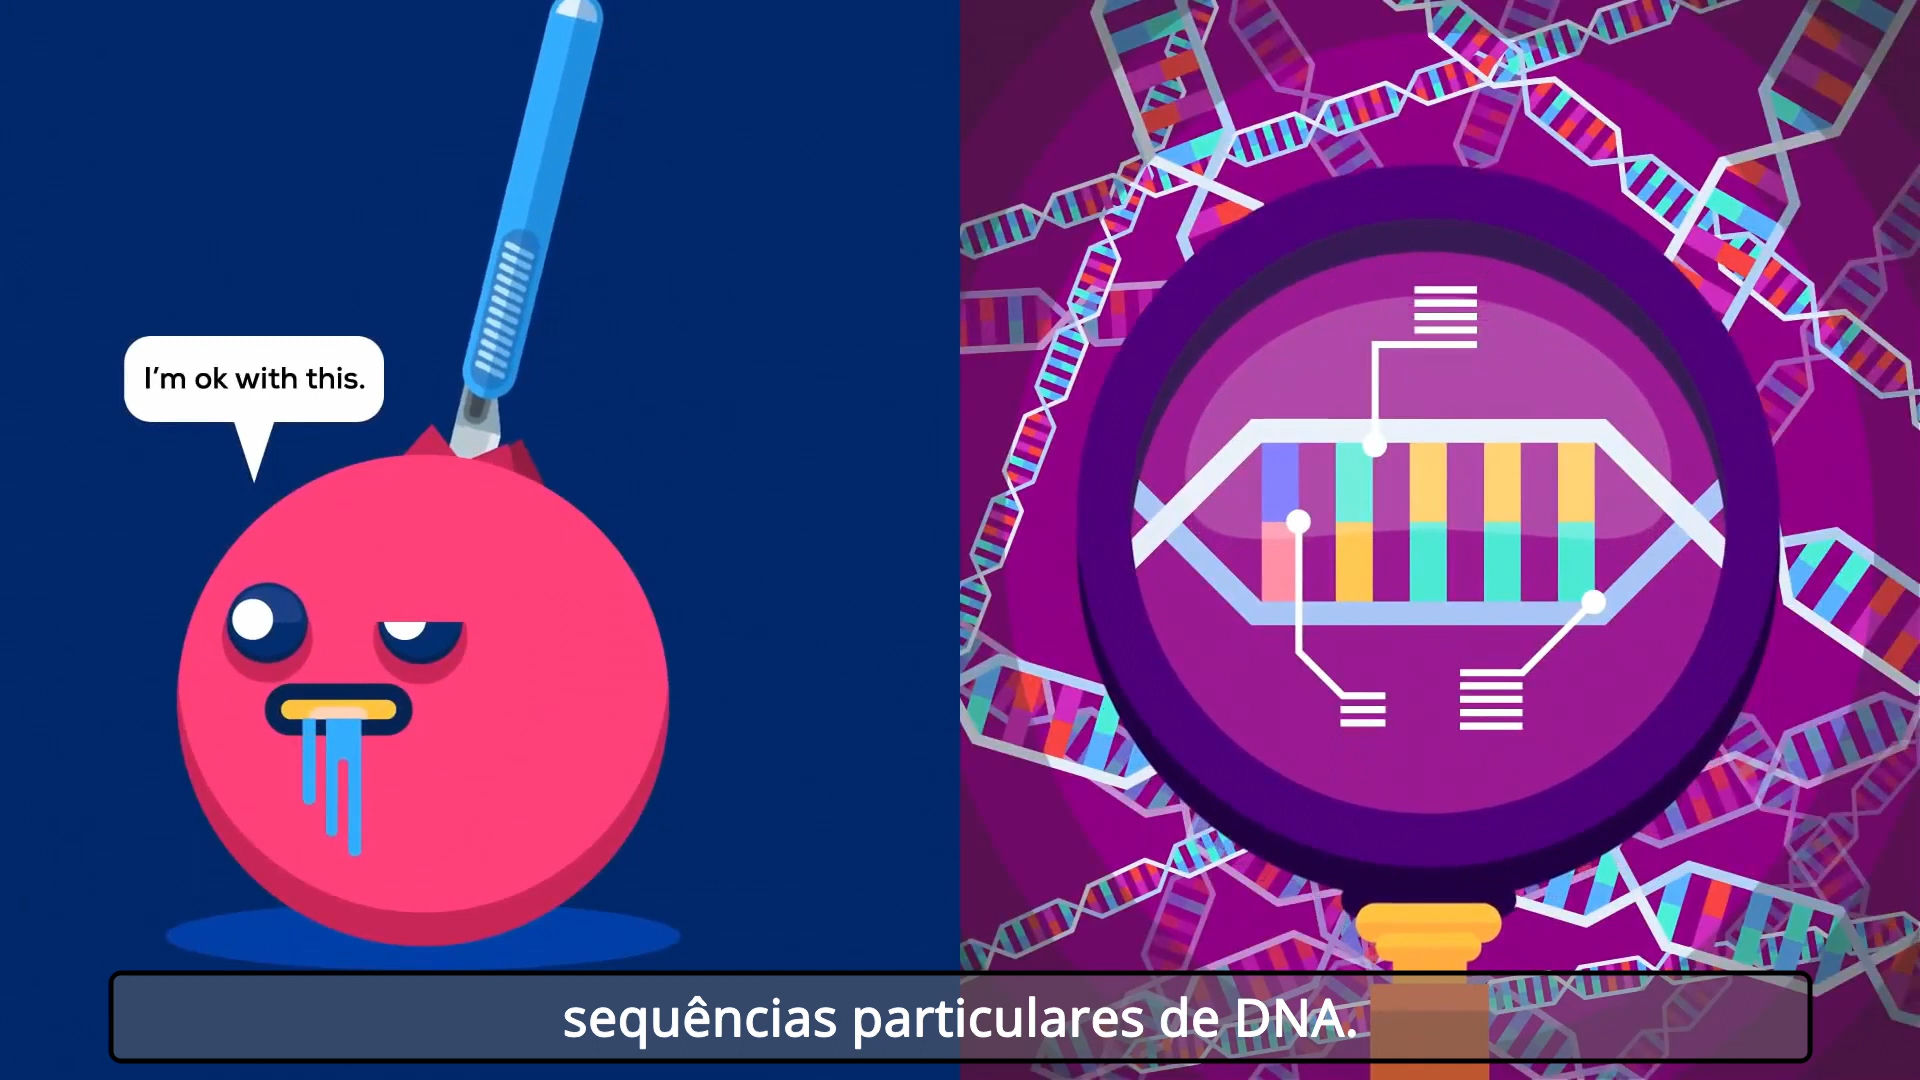 I'm ok with this.
sequências particulares de DNA.